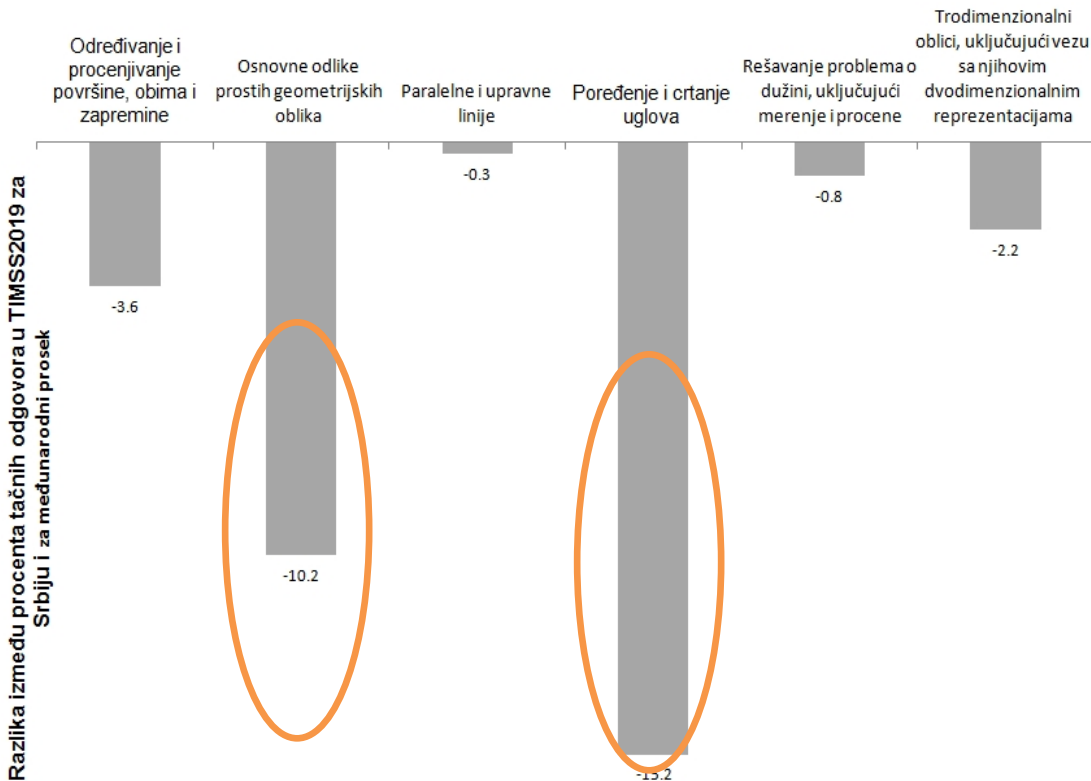 Određivanje i
procenjivanje
površine, obima i
zapremine
Osnovne odlike
prostih geometrijskih
oblika
Paralelne i upravne
linije
Poređenje i crtanje
uglova
Rešavanje problema o
dužini, uključujući
merenje i procene
Trodimenzionalni
oblici, uključujući vezu
sa njihovim
dvodimenzionalnim
reprezentacijama
Razlika između procenta tačnih odgovora u TIMSS2019 za
Srbiju i za međunarodni prosek
-3.6
-10.2
-0.3
-15.2
-0.8
-2.2